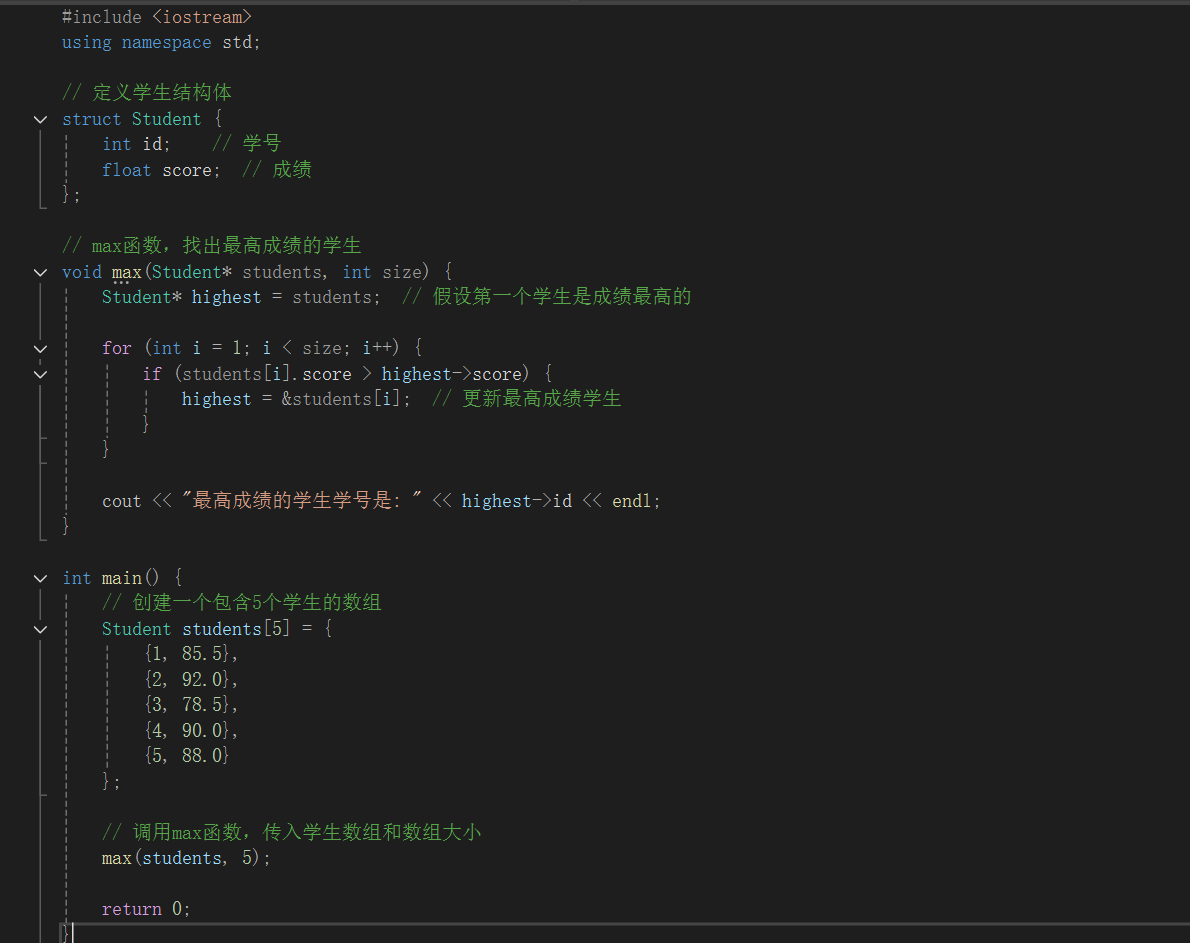 #include <iostream>
using namespace std;
// 定义学生结构体
struct Student {
int id;    // 学号
float score;  // 成绩
};
// max函数，找出最高成绩的学生
void max(Student* students, int size) {
Student* highest = students;  // 假设第一个学生是成绩最高的
for (int i = 1; i < size; i++) {
if (students[i].score > highest->score) {
highest = &students[i];  // 更新最高成绩学生
}
}
cout << "最高成绩的学生学号是: " << highest->id << endl;
}
int main() {
// 创建一个包含5个学生的数组
Student students[5] = {
{1, 85.5},
{2, 92.0},
{3, 78.5},
{4, 90.0},
{5, 88.0}
};
// 调用max函数，传入学生数组和数组大小
max(students, 5);
return 0;
}